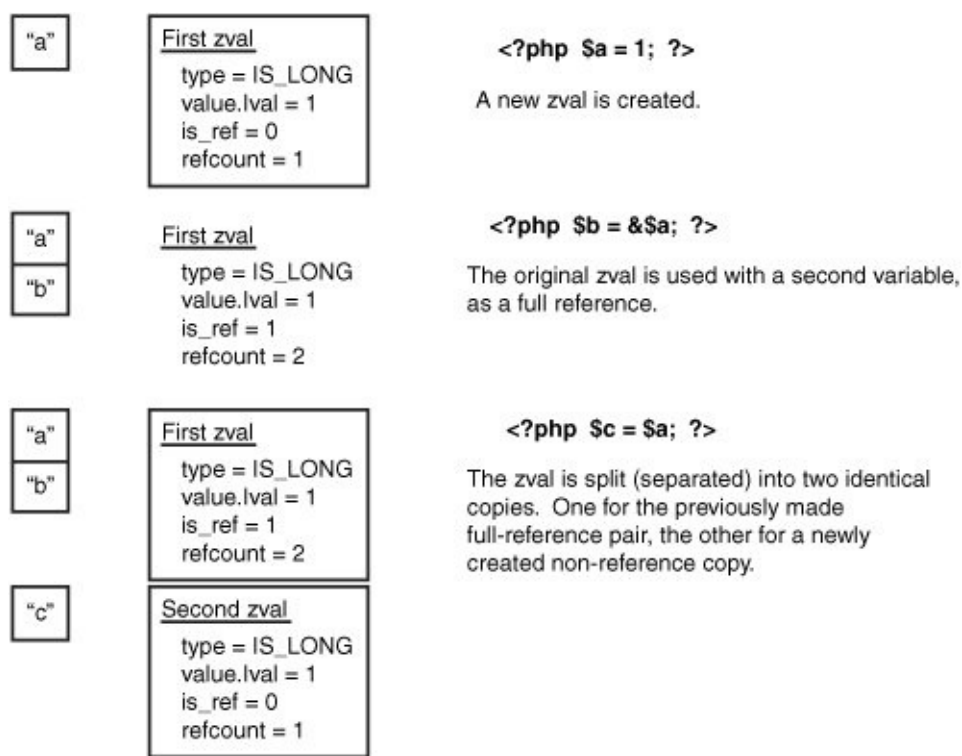 “a”
First zval
type = IS_LONG
value.lval = 1
is_ref = 0
refcount = 1
<?php $a = 1; ?>
A new zval is created.
“a”
“b”
First zval
type = IS_LONG
value.lval = 1
is_ref = 1
refcount = 2
<?php $b = &$a; ?>
The original zval is used with a second variable,
as a full reference.
“a”
“b”
First zval
type = IS_LONG
value.lval = 1
is_ref = 1
refcount = 2
<?php $c = $a; ?>
The zval is split (separated) into two identical
copies. One for the previously made
full-reference pair, the other for a newly
created non-reference copy.
“c”
Second zval
type = IS_LONG
value.lval = 1
is_ref = 0
refcount = 1